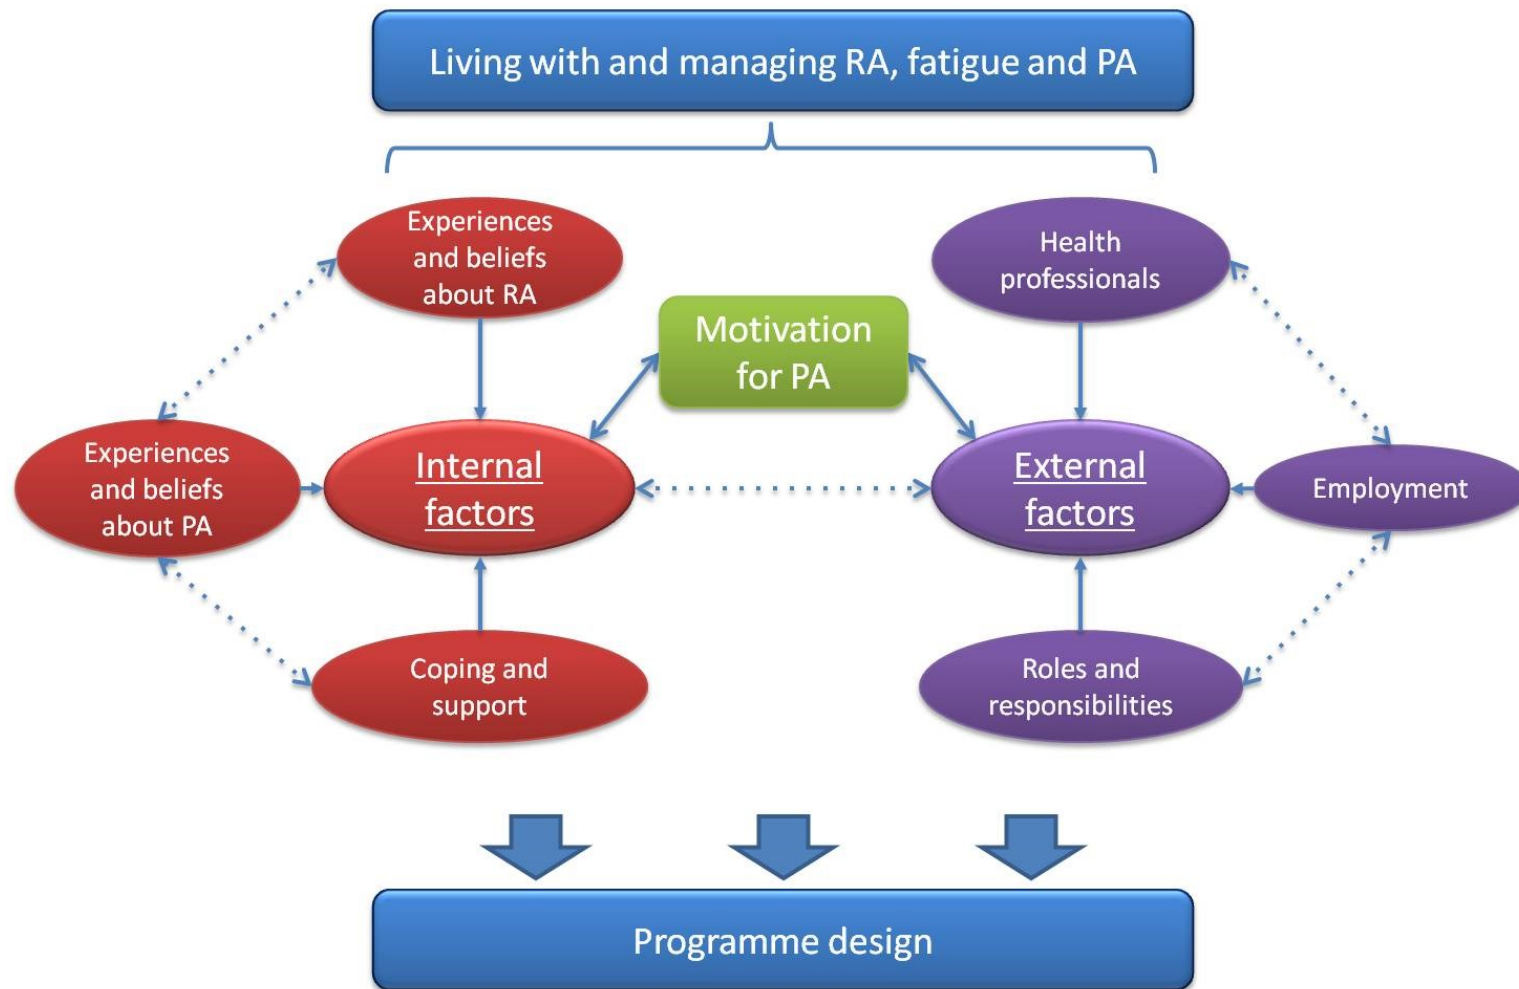 Living with and managing RA, fatigue and PA
Experiences
and beliefs
about RA
Health
professionals
Motivation
for PA
Experiences
and beliefs
about PA
Internal
factors
External
factors
Employment
Coping and
support
Roles and
responsibilities
Programme design